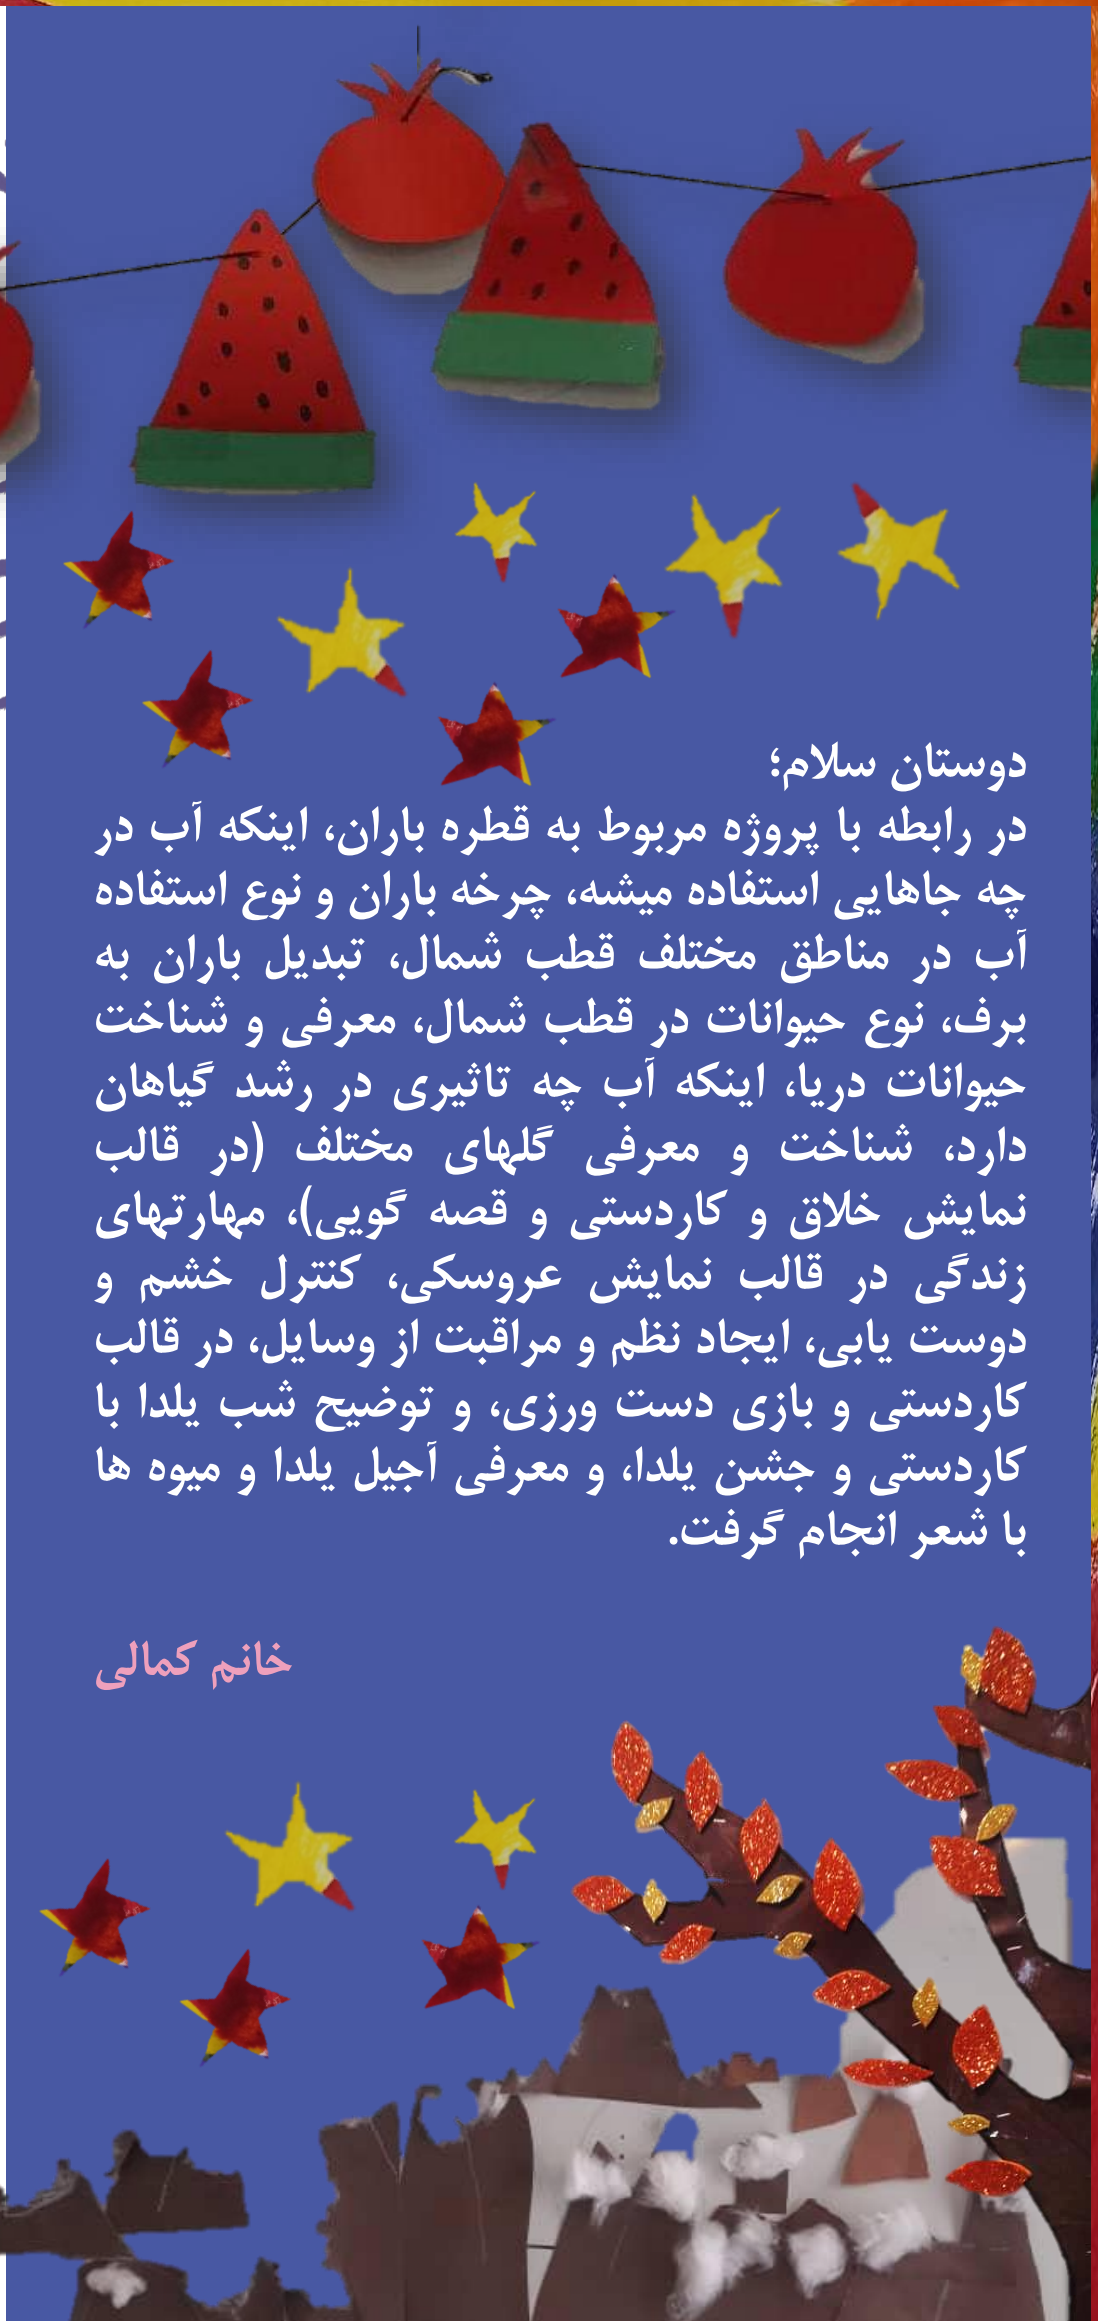 دوستان سلام؛
در رابطه با پروژه مربوط به قطره باران، اینکه آب در
چه جاهایی استفاده میشه، چرخه باران و نوع استفاده
آب در مناطق مختلف قطب شمال، تبدیل باران به
برف، نوع حیوانات در قطب شمال، معرفی و شناخت
حیوانات دریا، اینکه آب چه تاثیری در رشد گیاهان
دارد، شناخت و معرفی گلهای مختلف (در قالب
نمایش خلاق و کاردستی و قصه گویی)، مهارتهای
زندگی در قالب نمایش عروسکی، کنترل خشم و
دوست یابی، ایجاد نظم و مراقبت از وسایل، در قالب
کاردستی و بازی دست ورزی، و توضیح شب یلدا با
کاردستی و جشن یلدا، و معرفی آجیل یلدا و میوه ها
با شعر انجام گرفت.
خانم کمالی